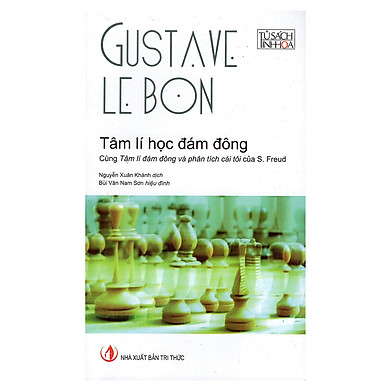 GUSTAVE
LE BON
TỦ SÁCH
TINH HOA
Tâm lí học đám đông
Cùng Tâm lí đám đông và phân tích cái tôi của S. Freud
Nguyễn Xuân Khánh dịch
Bùi Văn Nam Sơn hiệu đính
NHÀ XUẤT BẢN TRI THỨC